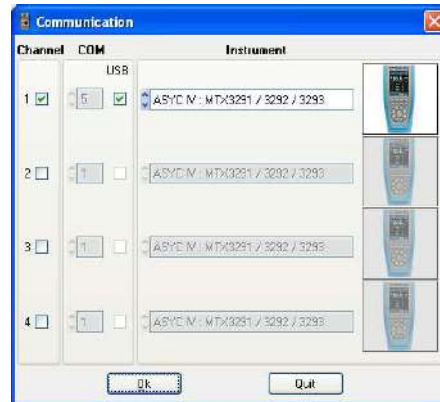 Communication
Channel COM Instrument
USB
1 5 ASYC IV : MTX3291 / 3292 / 3293
2 1 ASYC IV : MTX3291 / 3292 / 3293
3 1 ASYC IV : MTX3291 / 3292 / 3293
4 1 ASYC IV : MTX3291 / 3292 / 3293
Ok Quit